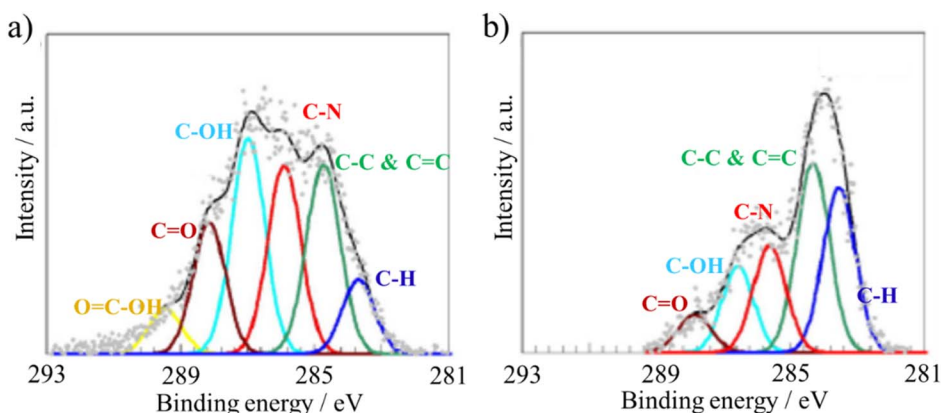 a)
Intensity / a.u.
C-N
C-OH
C-C & C=C
C=O
C-H
O=C-OH
293
289
285
281
Binding energy / eV
b)
Intensity / a.u.
C-C & C=C
C-N
C-OH
C=O
C-H
293
289
285
281
Binding energy / eV